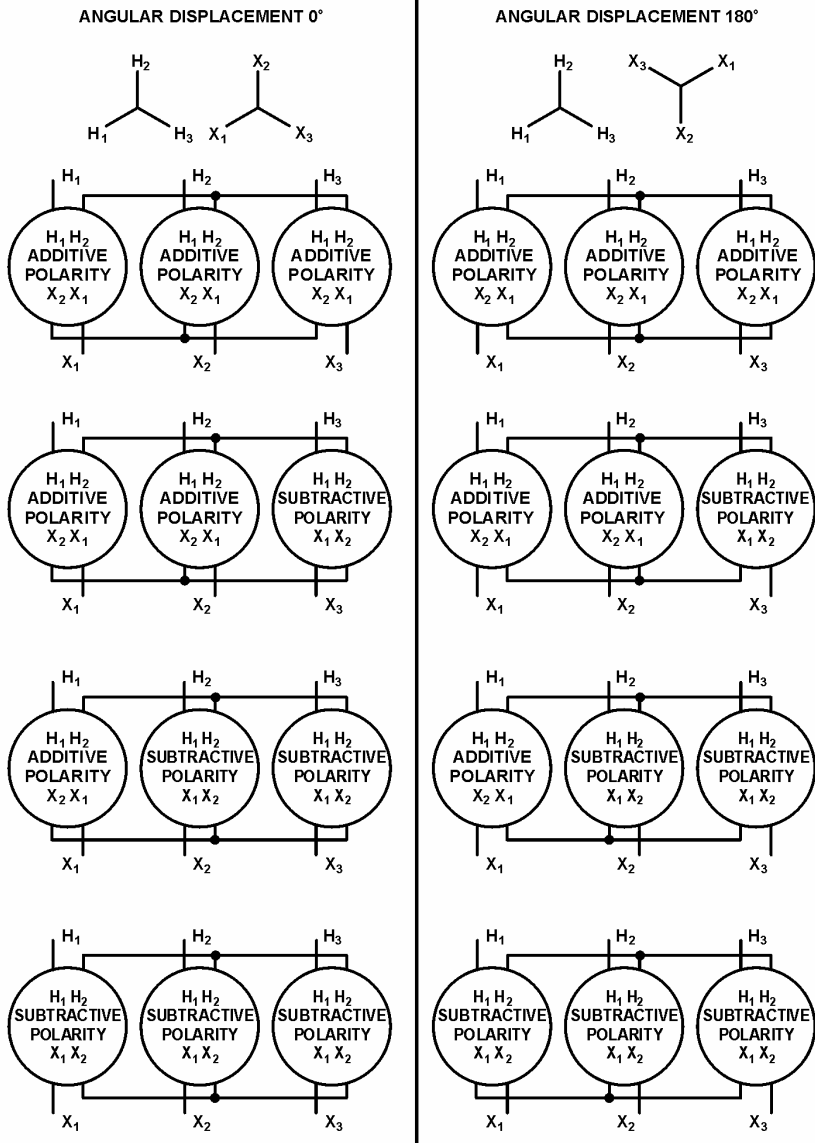 ANGULAR DISPLACEMENT 0°
H₂ X₂
H₁ H₃ X₁ X₃
H₁ H₂ H₃
H₁ H₂ H₁ H₂ H₁ H₂
ADDITIVE ADDITIVE ADDITIVE
POLARITY POLARITY POLARITY
X₂ X₁ X₂ X₁ X₂ X₁
X₁ X₂ X₃
H₁ H₂ H₃
H₁ H₂ H₁ H₂ H₁ H₂
ADDITIVE ADDITIVE SUBTRACTIVE
POLARITY POLARITY POLARITY
X₂ X₁ X₂ X₁ X₁ X₂
X₁ X₂ X₃
H₁ H₂ H₃
H₁ H₂ H₁ H₂ H₁ H₂
ADDITIVE SUBTRACTIVE SUBTRACTIVE
POLARITY POLARITY POLARITY
X₂ X₁ X₁ X₂ X₁ X₂
X₁ X₂ X₃
H₁ H₂ H₃
H₁ H₂ H₁ H₂ H₁ H₂
SUBTRACTIVE SUBTRACTIVE SUBTRACTIVE
POLARITY POLARITY POLARITY
X₁ X₂ X₁ X₂ X₁ X₂
X₁ X₂ X₃
ANGULAR DISPLACEMENT 180°
H₂ X₃ X₁
H₁ H₃ X₂
H₁ H₂ H₃
H₁ H₂ H₁ H₂ H₁ H₂
ADDITIVE ADDITIVE ADDITIVE
POLARITY POLARITY POLARITY
X₂ X₁ X₂ X₁ X₂ X₁
X₁ X₂ X₃
H₁ H₂ H₃
H₁ H₂ H₁ H₂ H₁ H₂
ADDITIVE ADDITIVE SUBTRACTIVE
POLARITY POLARITY POLARITY
X₂ X₁ X₂ X₁ X₁ X₂
X₁ X₂ X₃
H₁ H₂ H₃
H₁ H₂ H₁ H₂ H₁ H₂
ADDITIVE SUBTRACTIVE SUBTRACTIVE
POLARITY POLARITY POLARITY
X₂ X₁ X₁ X₂ X₁ X₂
X₁ X₂ X₃
H₁ H₂ H₃
H₁ H₂ H₁ H₂ H₁ H₂
SUBTRACTIVE SUBTRACTIVE SUBTRACTIVE
POLARITY POLARITY POLARITY
X₁ X₂ X₁ X₂ X₁ X₂
X₁ X₂ X₃